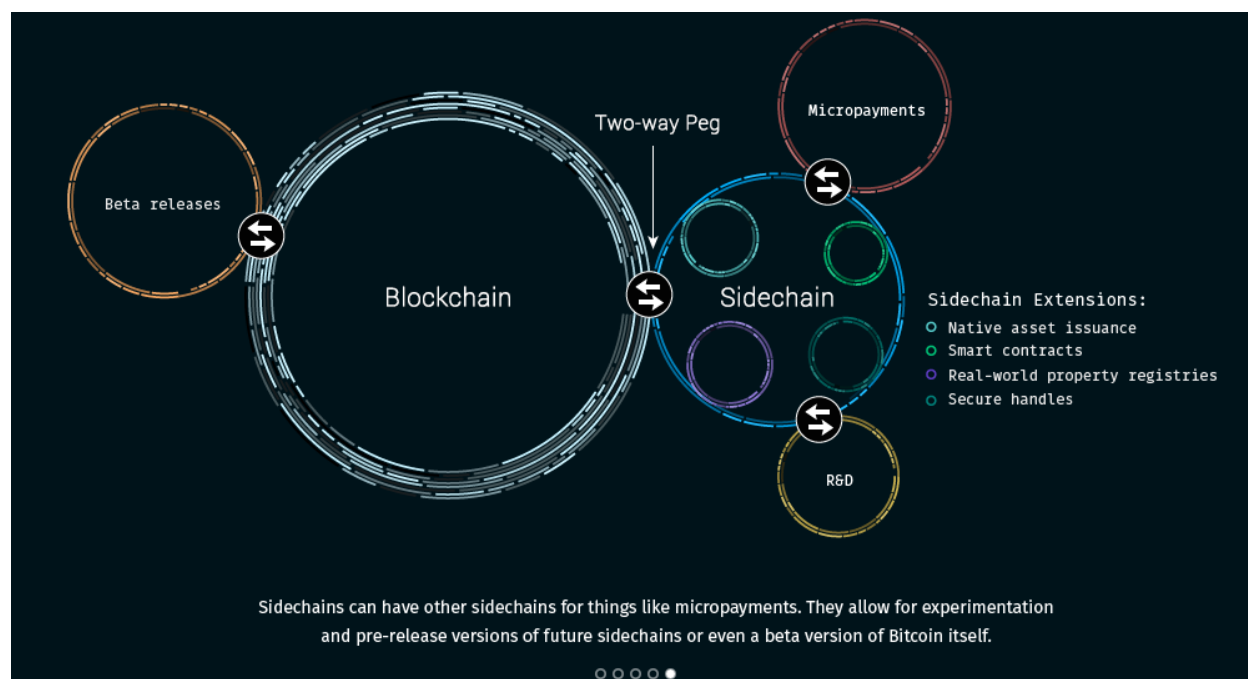 Micropayments
Two-way Peg
Beta releases
Blockchain
Sidechain
Sidechain Extensions:
Native asset issuance
Smart contracts
Real-world property registries
Secure handles
R&D
Sidechains can have other sidechains for things like micropayments. They allow for experimentation
and pre-release versions of future sidechains or even a beta version of Bitcoin itself.